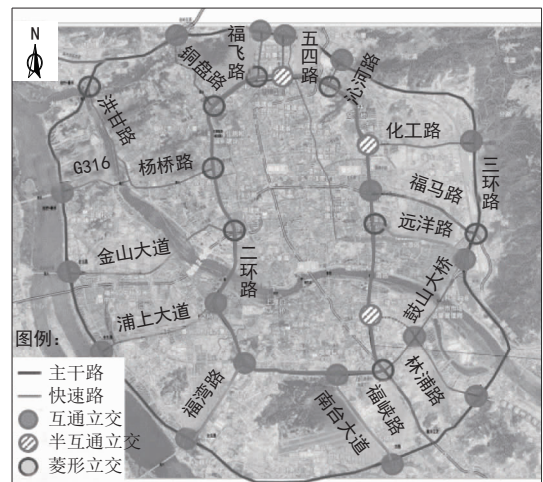 N
铜盘路
福飞路
五四路
沁河路
洪甘路
化工路
G316
杨桥路
三环路
福马路
远洋路
金山大道
二环路
鼓山大桥
浦上大道
图例：
林浦路
福湾路
南台大道
福峡路
主干路
快速路
互通立交
半互通立交
菱形立交